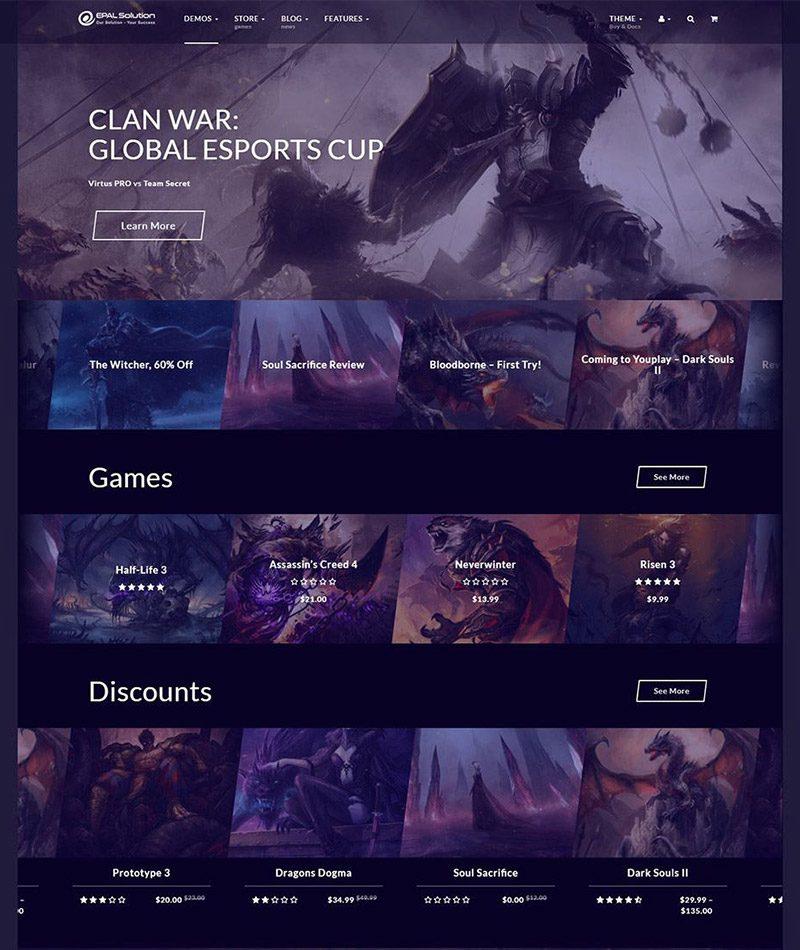 EPAL Solution
Our Solution - Your Success
DEMOS
STORE
games
BLOG
news
FEATURES
THEME
Buy & Docs
CLAN WAR:
GLOBAL ESPORTS CUP
Virtus PRO vs Team Secret
Learn More
The Witcher, 60% Off
Soul Sacrifice Review
Bloodborne – First Try!
Coming to Youplay – Dark Souls
II
Games
See More
Half-Life 3
Assassin's Creed 4
$21.00
Neverwinter
$13.99
Risen 3
$9.99
Discounts
See More
Prototype 3
$20.00 $23.00
Dragons Dogma
$34.99 $49.99
Soul Sacrifice
$0.00 $12.00
Dark Souls II
$29.99 –
$135.00